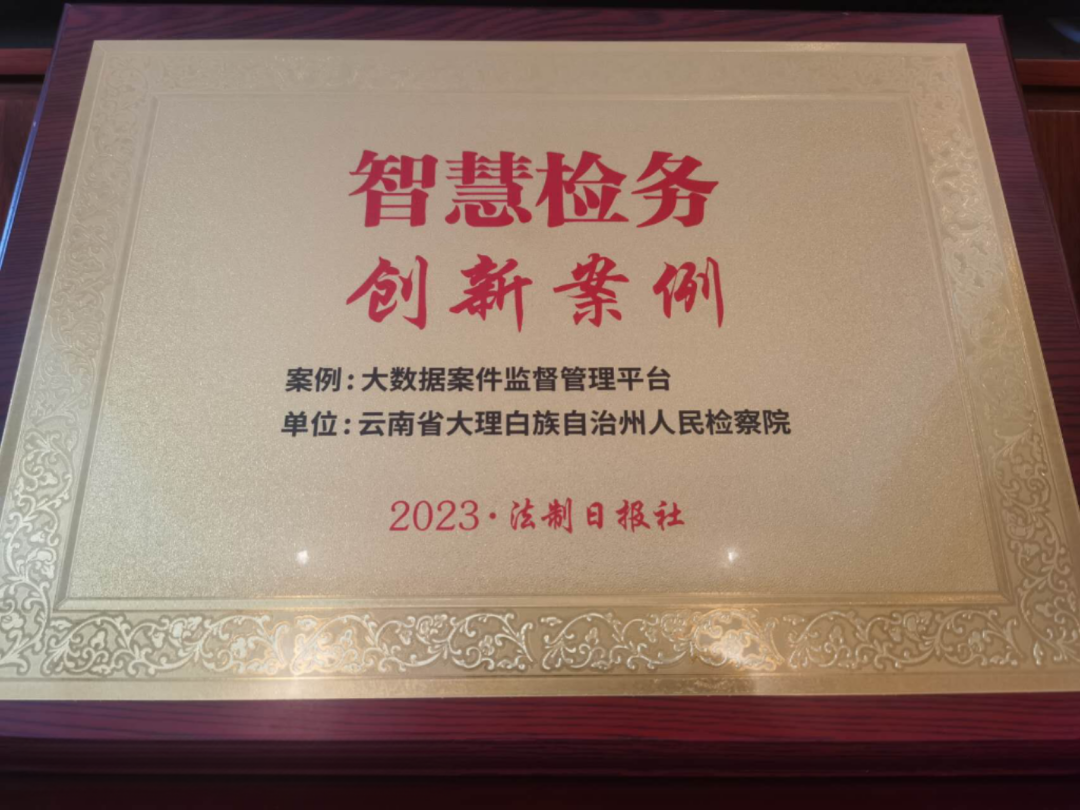 智慧检务
创新案例
案例:大数据案件监督管理平台
单位:云南省大理白族自治州人民检察院
2023·法制日报社